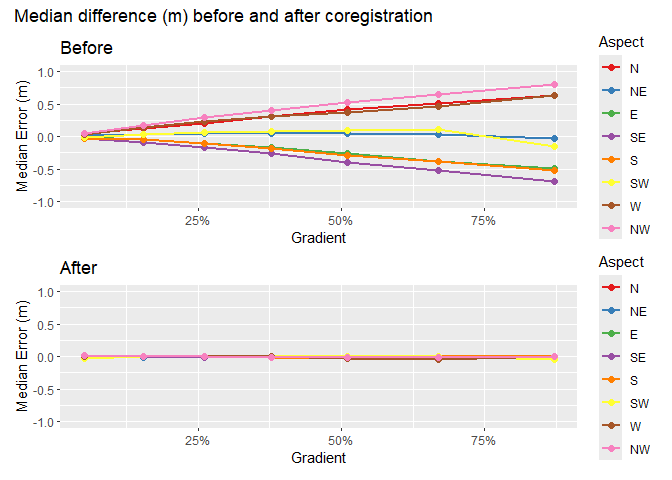 Median difference (m) before and after coregistration
Before
Median Error (m)
1.0
0.5
0.0
-0.5
-1.0
25%
50%
75%
Gradient
Aspect
N
NE
E
SE
S
SW
W
NW
After
Median Error (m)
1.0
0.5
0.0
-0.5
-1.0
25%
50%
75%
Gradient
Aspect
N
NE
E
SE
S
SW
W
NW